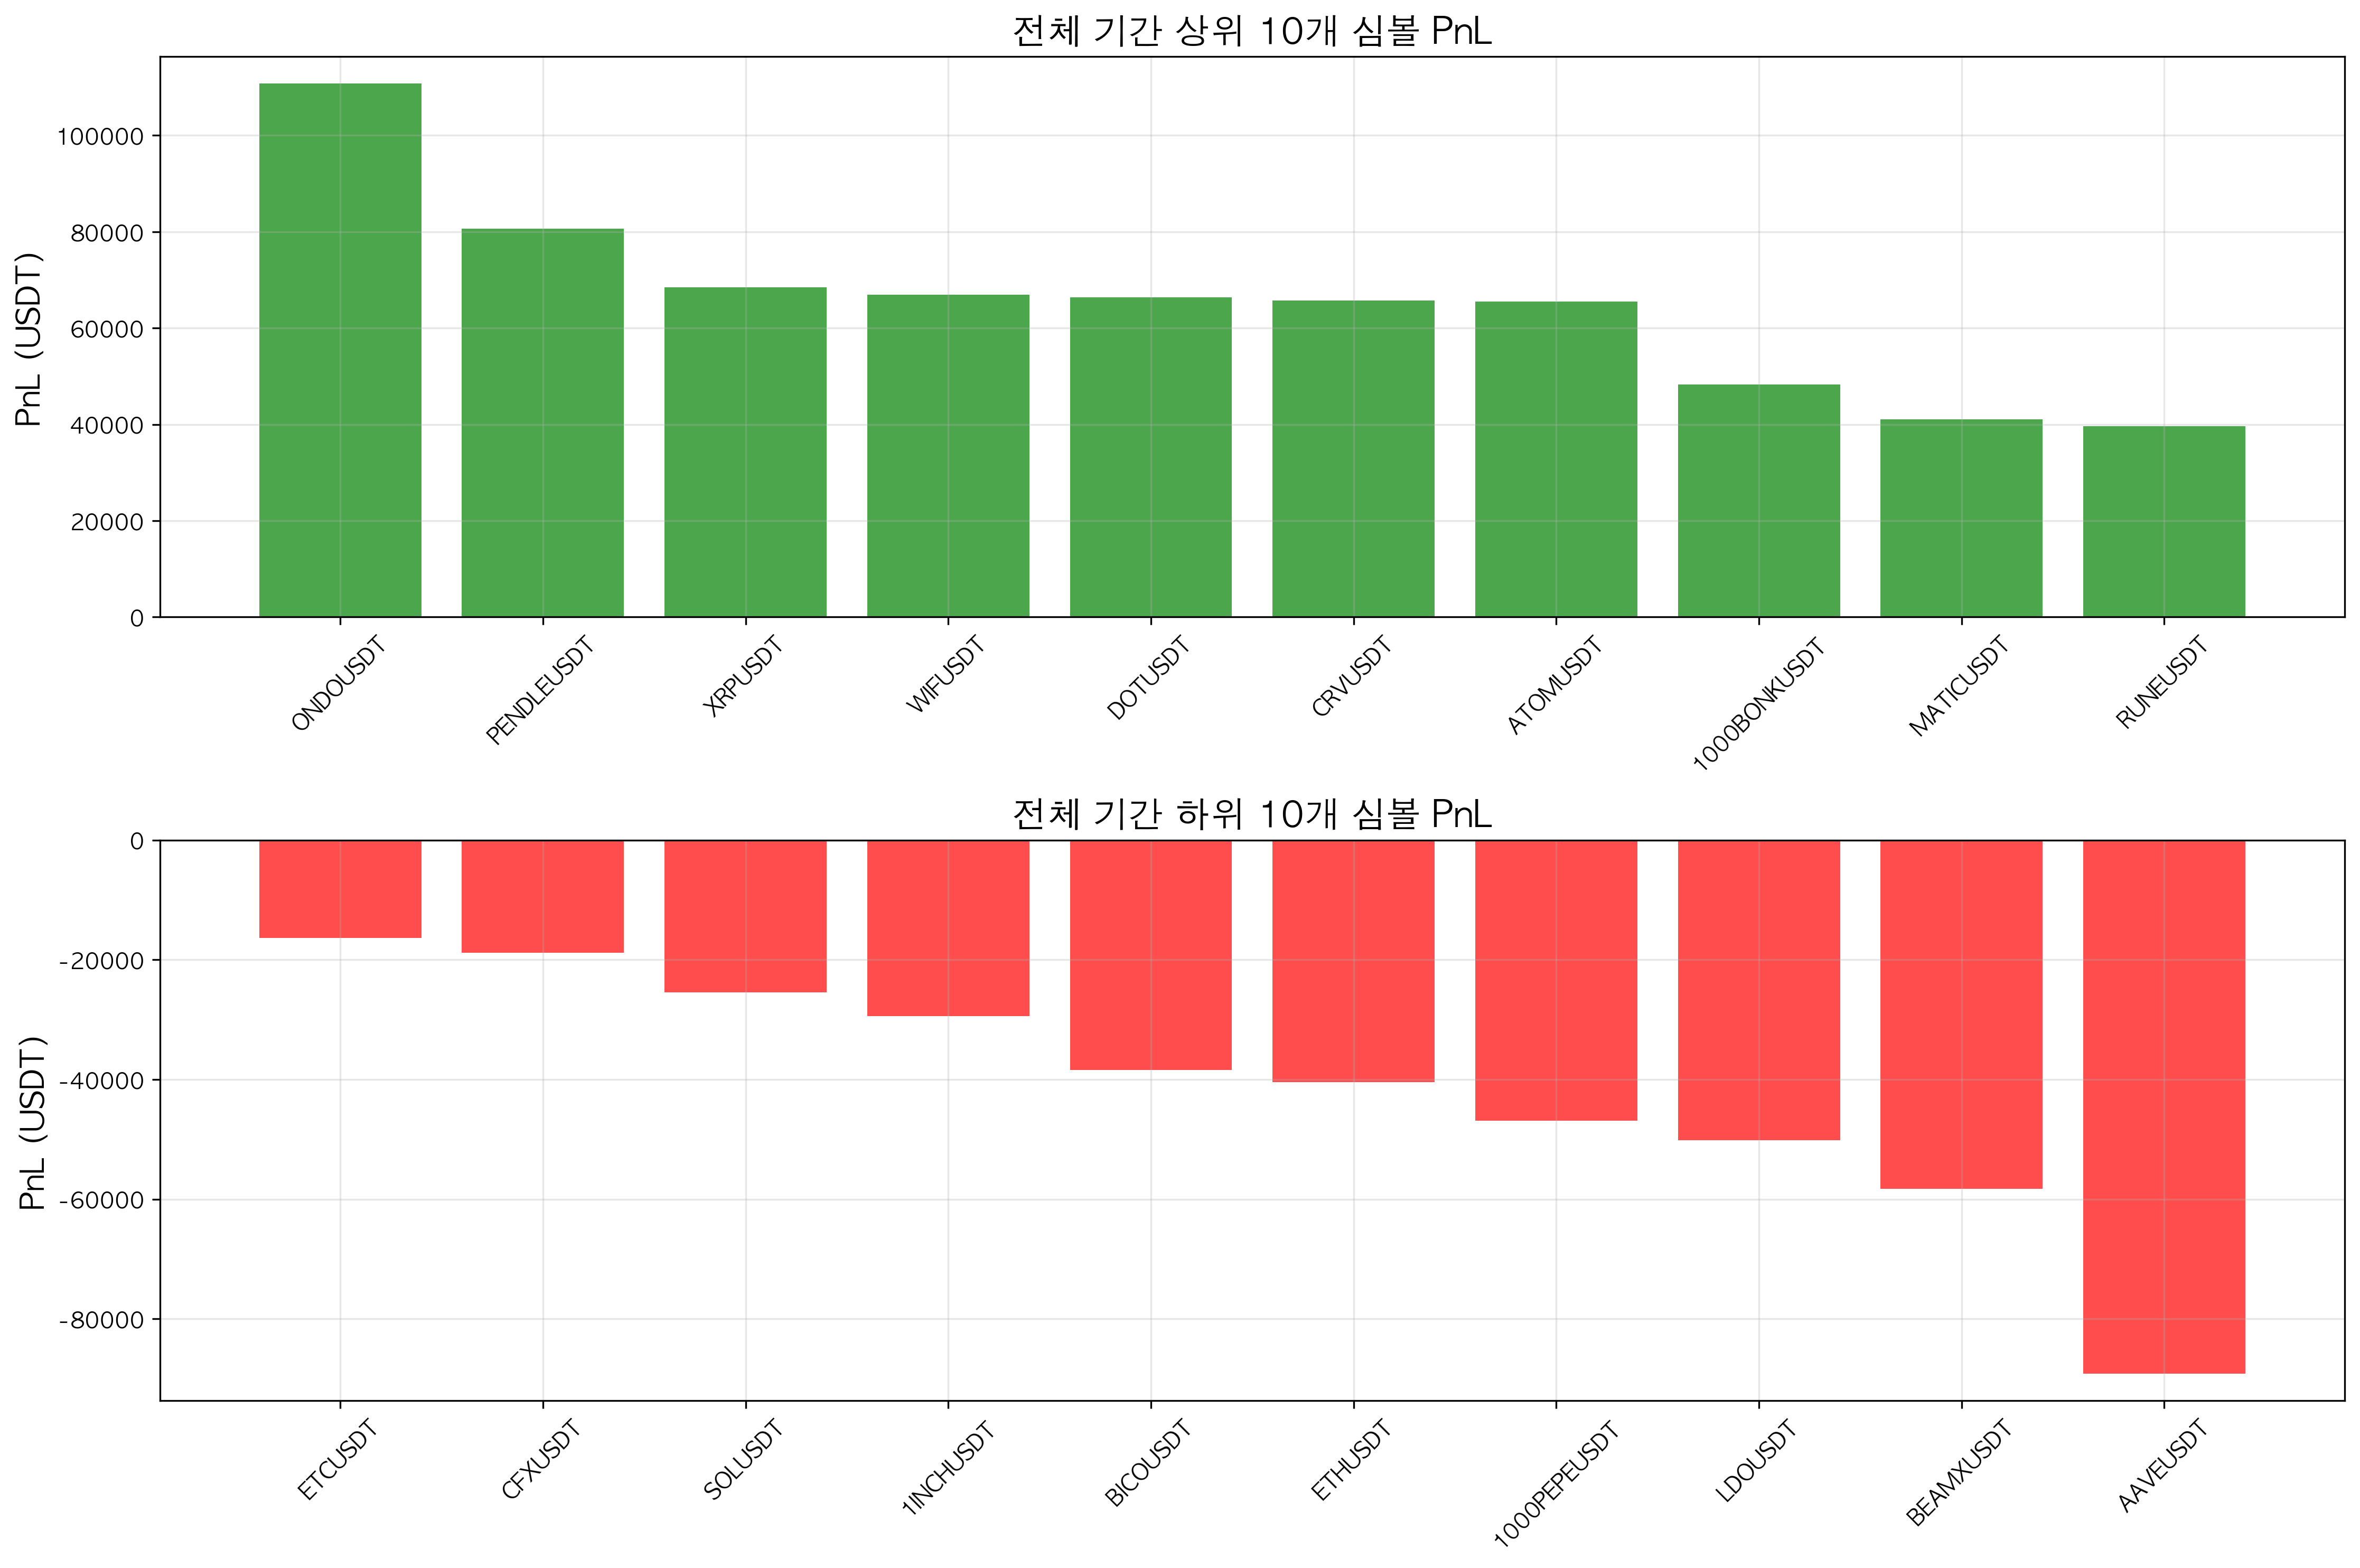 전체 기간 상위 10개 심볼 PnL
PnL (USDT)
100000
80000
60000
40000
20000
0
ONDOUSDT
PENDLEUSDT
XRPUSDT
WIFUSDT
DOTUSDT
CRVUSDT
ATOMUSDT
1000BONKUSDT
MATICUSDT
RUNEUSDT
전체 기간 하위 10개 심볼 PnL
PnL (USDT)
0
-20000
-40000
-60000
-80000
ETCUSDT
CFXUSDT
SOLUSDT
1INCHUSDT
BICOUSDT
ETHUSDT
1000PEPEUSDT
LDOUSDT
BEAMXUSDT
AAVEUSDT